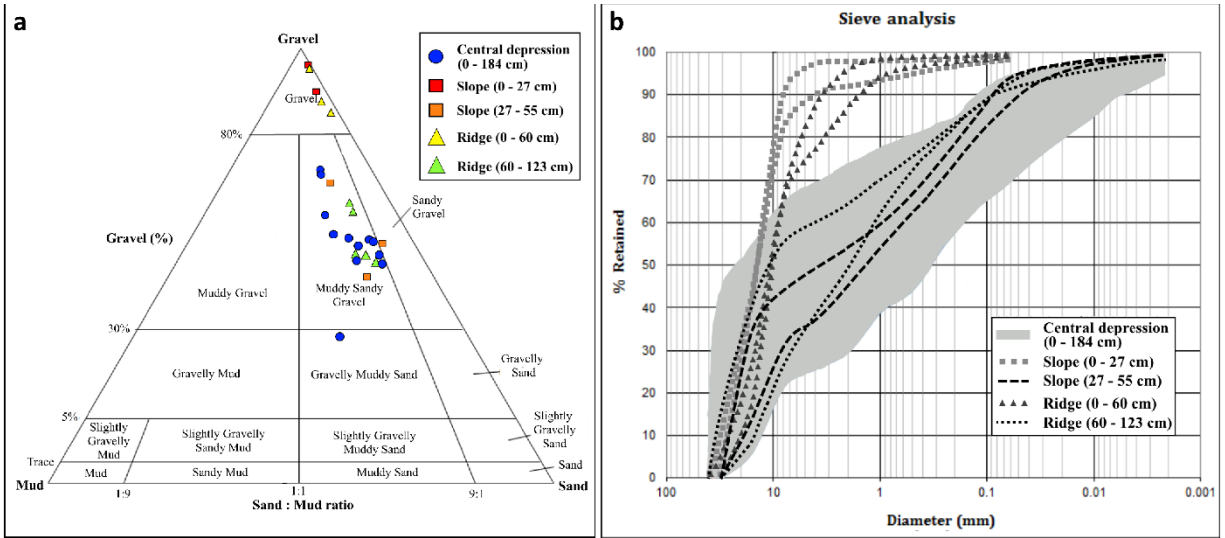 a
Gravel
Gravel
80%
Sandy
Gravel
Gravel (%)
Muddy Gravel
Muddy Sandy
Gravel
30%
Gravelly Mud
Gravelly Muddy Sand
Gravelly
Sand
5%
Slightly
Gravelly
Mud
Slightly Gravelly
Sandy Mud
Slightly Gravelly
Muddy Sand
Slightly
Gravelly
Sand
Trace
Mud
Sandy Mud
Muddy Sand
Sand
Mud
Sand
1:9
1:1
9:1
Sand : Mud ratio
Central depression
(0 - 184 cm)
Slope (0 - 27 cm)
Slope (27 - 55 cm)
Ridge (0 - 60 cm)
Ridge (60 - 123 cm)
b
Sieve analysis
% Retained
100
90
80
70
60
50
40
30
20
10
0
100
10
1
0.1
0.01
0.001
Diameter (mm)
Central depression
(0 - 184 cm)
Slope (0 - 27 cm)
Slope (27 - 55 cm)
Ridge (0 - 60 cm)
Ridge (60 - 123 cm)